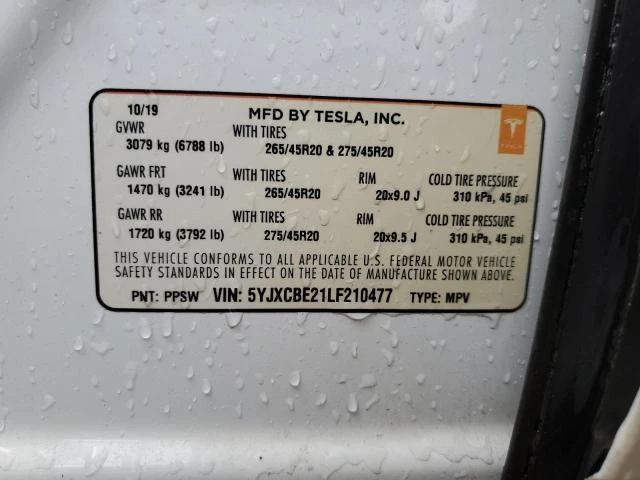 10/19 MFD BY TESLA, INC.
GVWR WITH TIRES
3079 kg (6788 lb) 265/45R20 & 275/45R20
TESLA
GAWR FRT WITH TIRES RIM COLD TIRE PRESSURE
1470 kg (3241 lb) 265/45R20 20x9.0 J 310 kPa, 45 psi
GAWR RR WITH TIRES RIM COLD TIRE PRESSURE
1720 kg (3792 lb) 275/45R20 20x9.5 J 310 kPa, 45 psi
THIS VEHICLE CONFORMS TO ALL APPLICABLE U.S. FEDERAL MOTOR VEHICLE
SAFETY STANDARDS IN EFFECT ON THE DATE OF MANUFACTURE SHOWN ABOVE.
PNT: PPSW VIN: 5YJXCBE21LF210477 TYPE: MPV